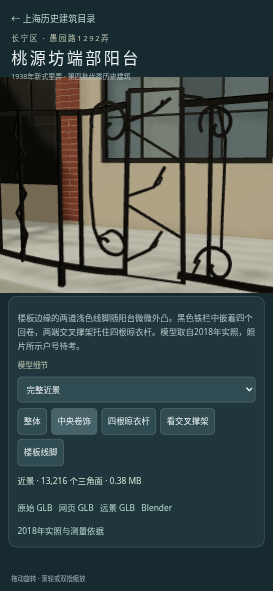 ← 上海历史建筑目录
长宁区 · 愚园路1292弄
桃源坊端部阳台
1938年新式里弄 · 第四批优秀历史建筑
楼板边缘的两道浅色线脚随阳台微微外凸。黑色铁栏中嵌着四个
回卷，两端交叉撑架托住四根晾衣杆。模型取自2018年实照，照
片所示户号待考。
模型细节
完整近景
整体 中央卷饰 四根晾衣杆 看交叉撑架
楼板线脚
近景 · 13,216 个三角面 · 0.38 MB
原始 GLB 网页 GLB 远景 GLB Blender
2018年实照与测量依据
拖动旋转 · 滚轮或双指缩放